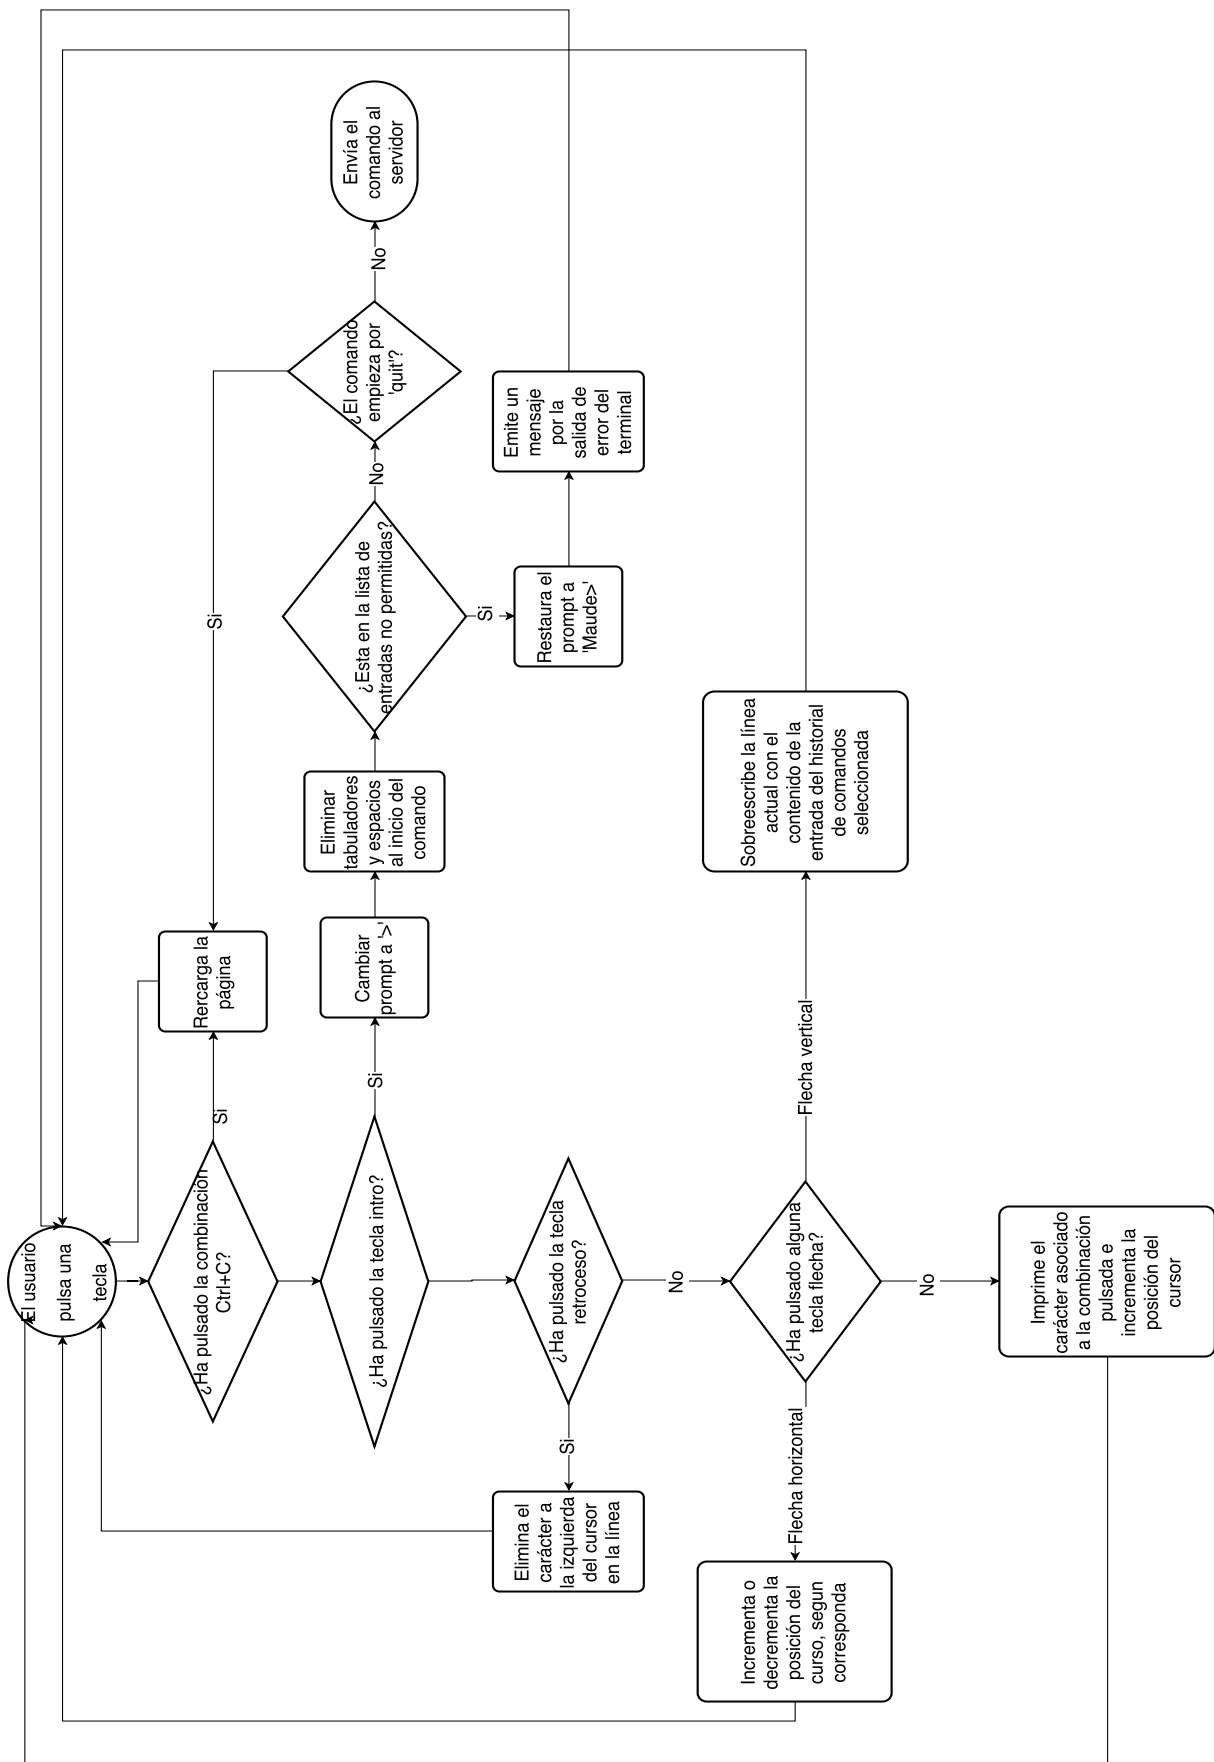 El usuario
pulsa una
tecla
¿Ha pulsado la combinación
Ctrl+C?
Si
Rercarga la
página
¿Ha pulsado la tecla intro?
Si
Cambiar
prompt a '>'
Eliminar
tabuladores
y espacios
al inicio del
comando
¿Esta en la lista de
entradas no permitidas?
No
¿El comando
empieza por
'quit'?
Si
No
Envía el
comando al
servidor
Si
Restaura el
prompt a
'Maude>'
Emite un
mensaje
por la
salida de
error del
terminal
¿Ha pulsado la tecla
retroceso?
Si
Elimina el
carácter a
la izquierda
del cursor
en la línea
No
¿Ha pulsado alguna
tecla flecha?
Flecha vertical
Sobreescribe la línea
actual con el
contenido de la
entrada del historial
de comandos
seleccionada
Flecha horizontal
Incrementa o
decrementa la
posición del
curso, segun
corresponda
No
Imprime el
carácter asociado
a la combinación
pulsada e
incrementa la
posición del
cursor